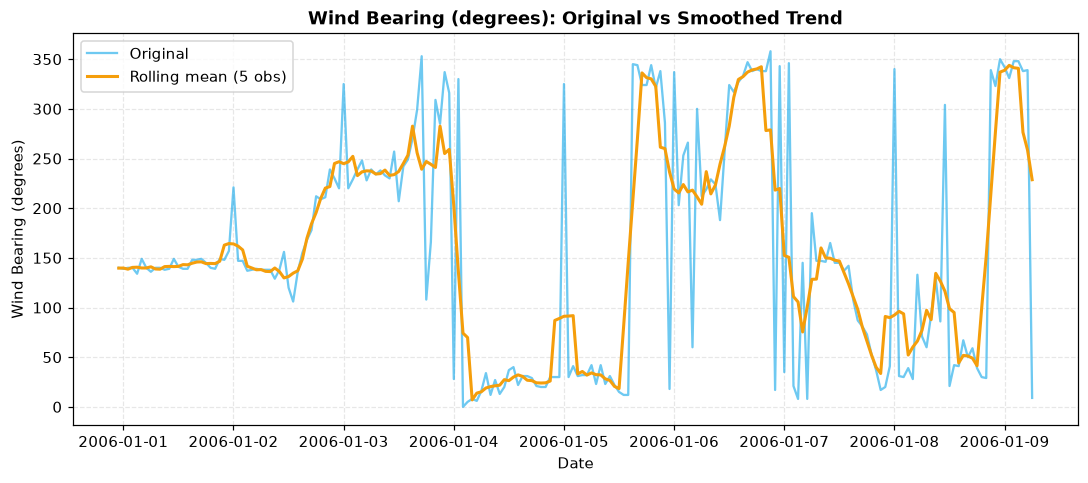 Wind Bearing (degrees): Original vs Smoothed Trend
Original
Rolling mean (5 obs)
Wind Bearing (degrees)
350
300
250
200
150
100
50
0
2006-01-01 2006-01-02 2006-01-03 2006-01-04 2006-01-05 2006-01-06 2006-01-07 2006-01-08 2006-01-09
Date